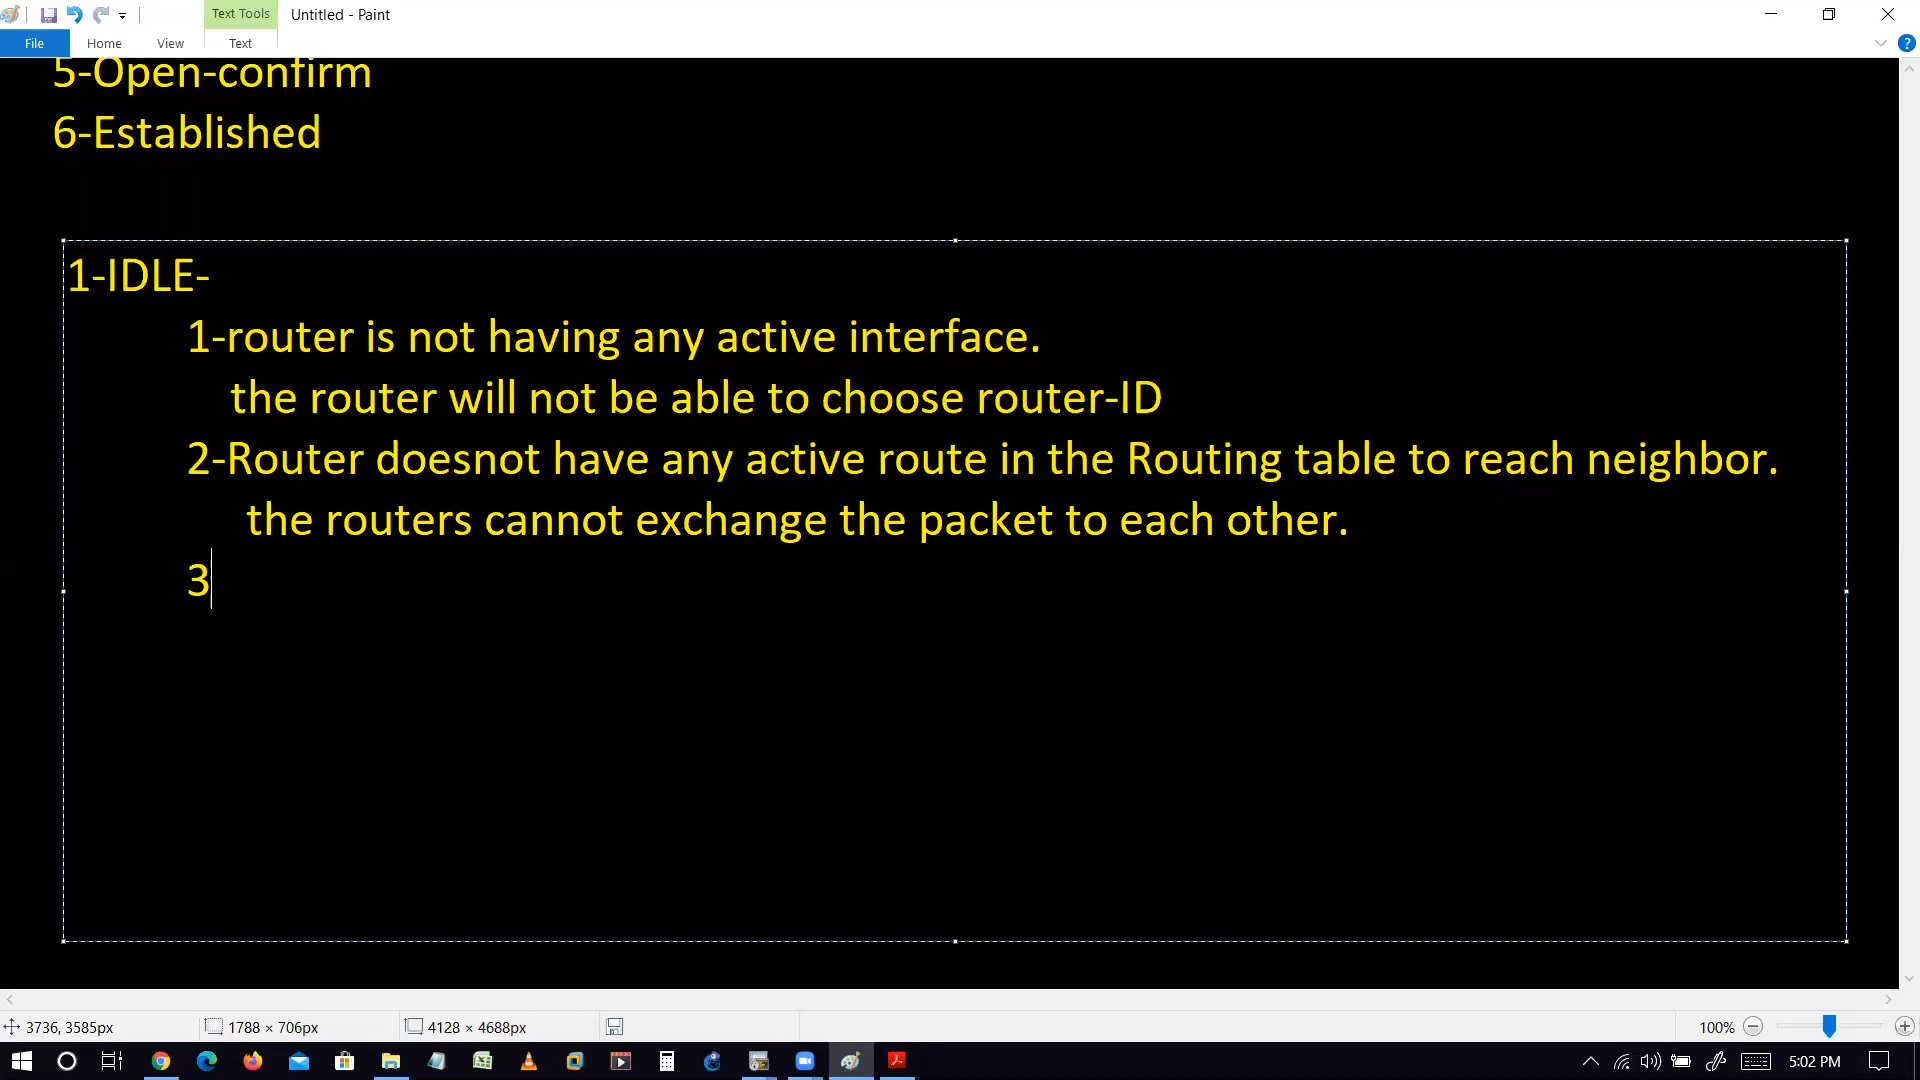 Text Tools
Untitled - Paint
File
Home
View
Text
5-Open-confirm
6-Established
1-IDLE-
1-router is not having any active interface.
the router will not be able to choose router-ID
2-Router doesnot have any active route in the Routing table to reach neighbor.
the routers cannot exchange the packet to each other.
3
3736, 3585px
1788 × 706px
4128 × 4688px
100%
5:02 PM